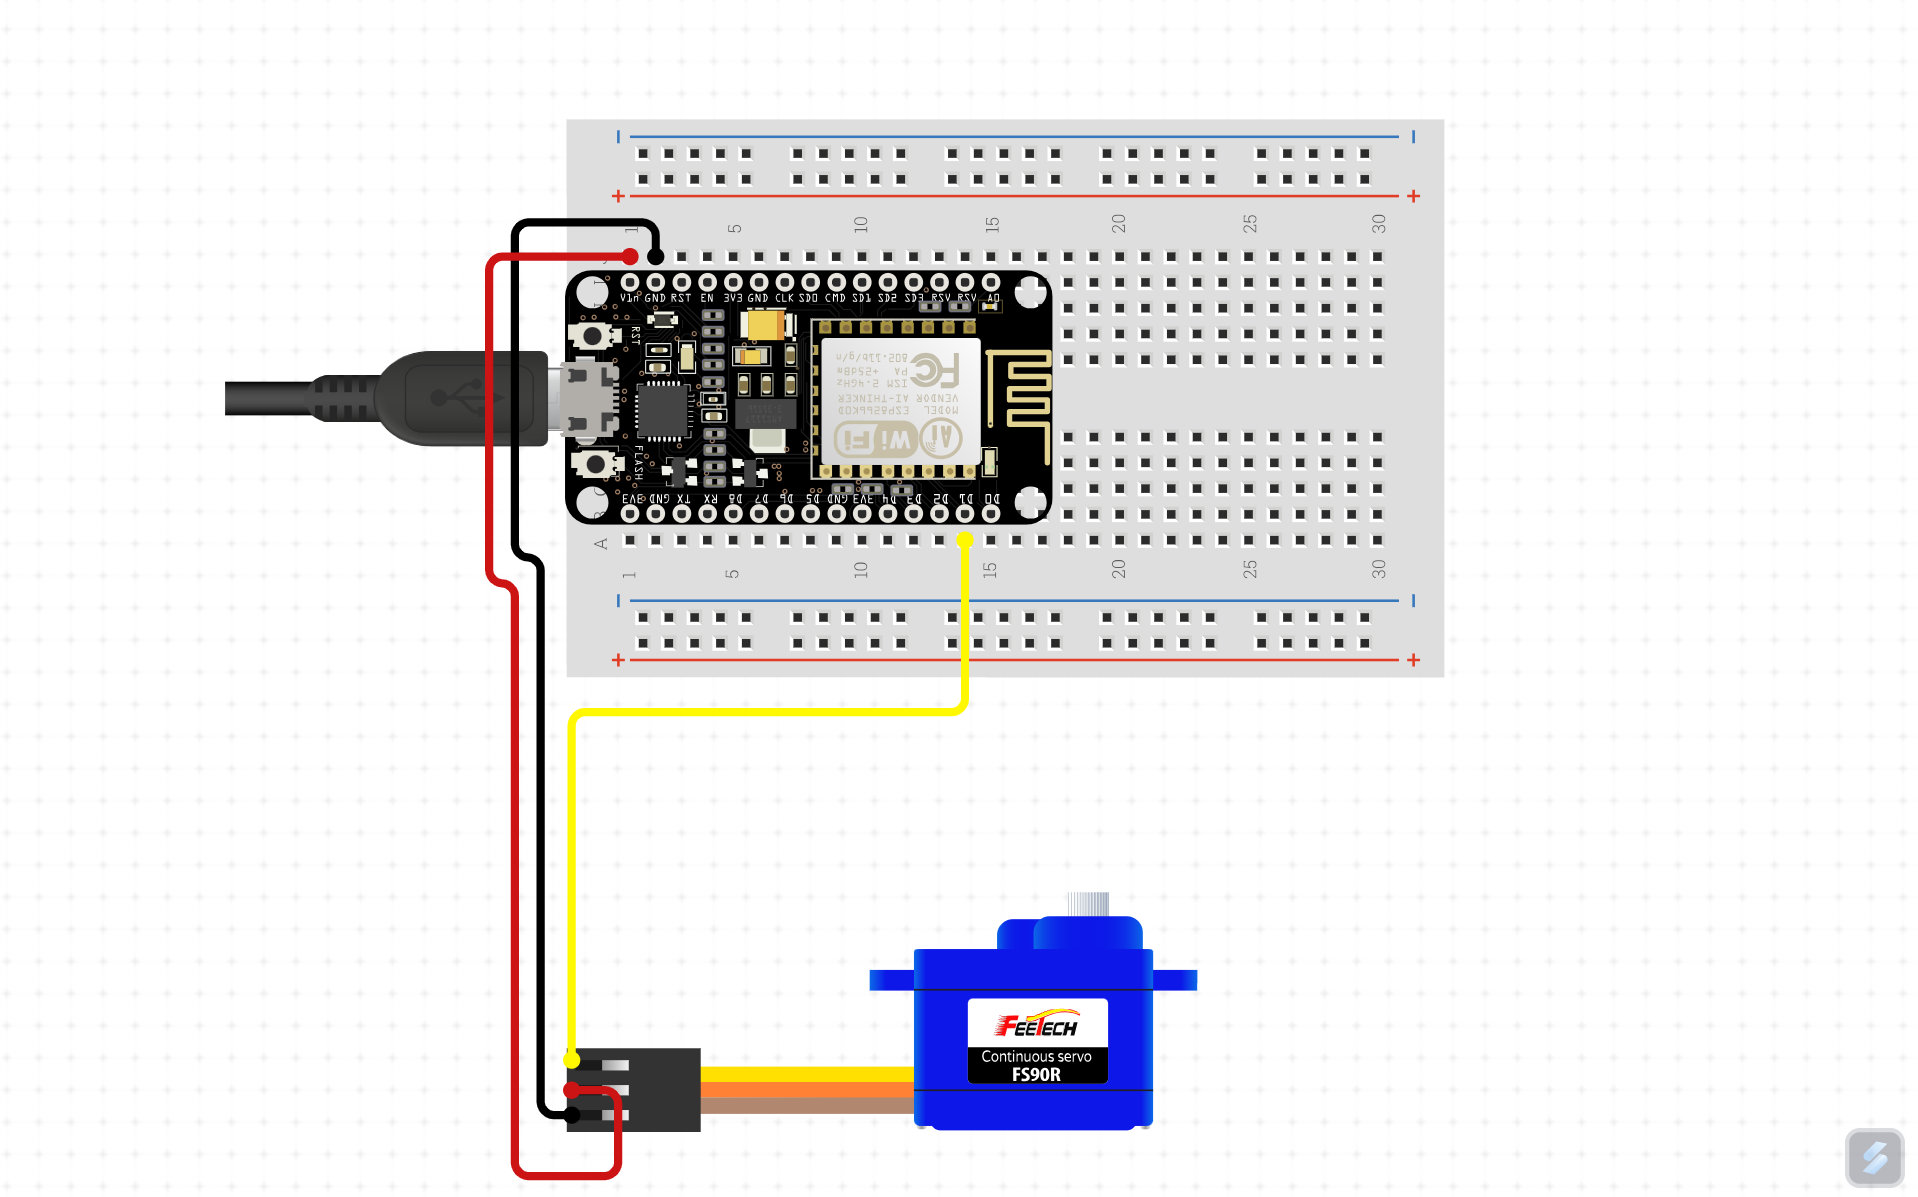 1 5 10 15 20 25 30
J
I
Vin GND RST EN 3V3 GND CLK SD0 CMD SD1 SD2 SD3 RSV RSV A0
RST
802.11b/g/n
PA +25dBm
ISM 2.4GHz
VENDOR AI-THINKER
MODEL ESP8266MOD
FC
Wi Fi
AI
FLASH
C
B
3V3 GND TX RX D8 D7 D6 D5 GND 3V3 D4 D3 D2 D1 D0
A
1 5 10 15 20 25 30
FEETECH
Continuous servo
FS90R